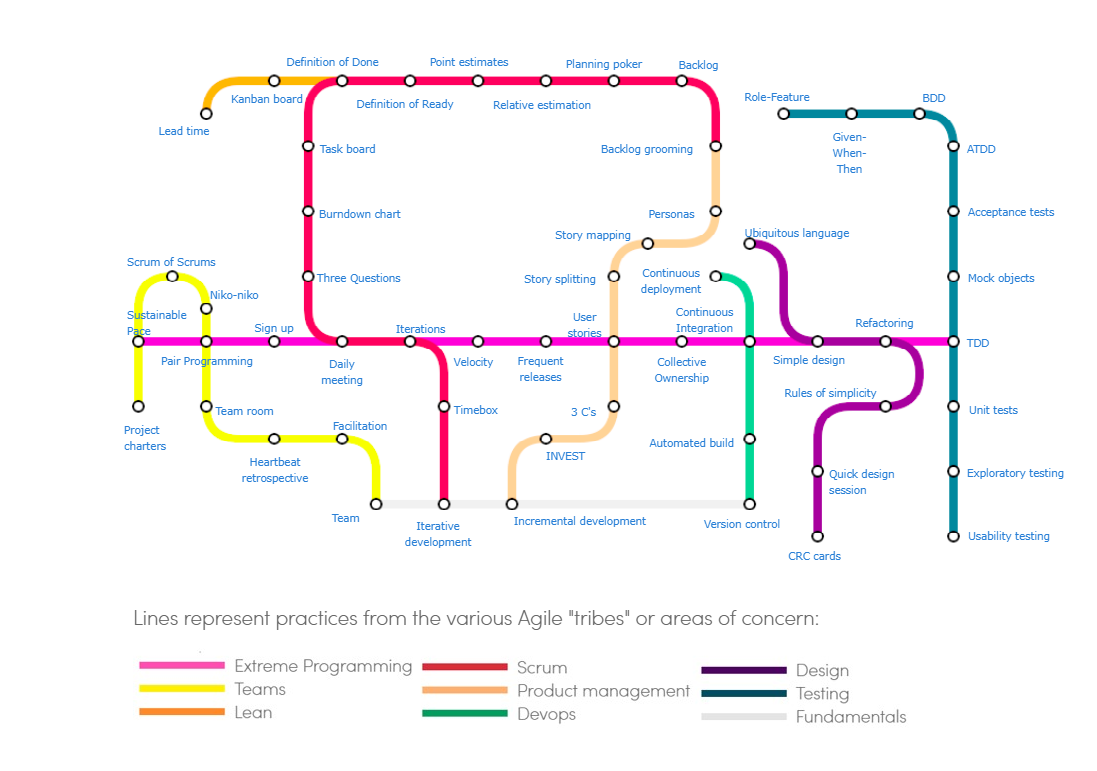 Definition of Done
Point estimates
Planning poker
Backlog
Kanban board
Definition of Ready
Relative estimation
Role-Feature
BDD
Lead time
Given-
When-
Then
Task board
Backlog grooming
ATDD
Burndown chart
Personas
Acceptance tests
Story mapping
Ubiquitous language
Scrum of Scrums
Three Questions
Story splitting
Continuous
deployment
Mock objects
Niko-niko
Sustainable
Pace
Sign up
Iterations
User
stories
Continuous
Integration
Refactoring
TDD
Pair Programming
Daily
meeting
Velocity
Frequent
releases
Collective
Ownership
Simple design
Rules of simplicity
Project
charters
Team room
Timebox
3 C's
Unit tests
Facilitation
Automated build
Heartbeat
retrospective
INVEST
Quick design
session
Exploratory testing
Team
Iterative
development
Incremental development
Version control
CRC cards
Usability testing
Lines represent practices from the various Agile "tribes" or areas of concern:
Extreme Programming
Teams
Lean
Scrum
Product management
Devops
Design
Testing
Fundamentals